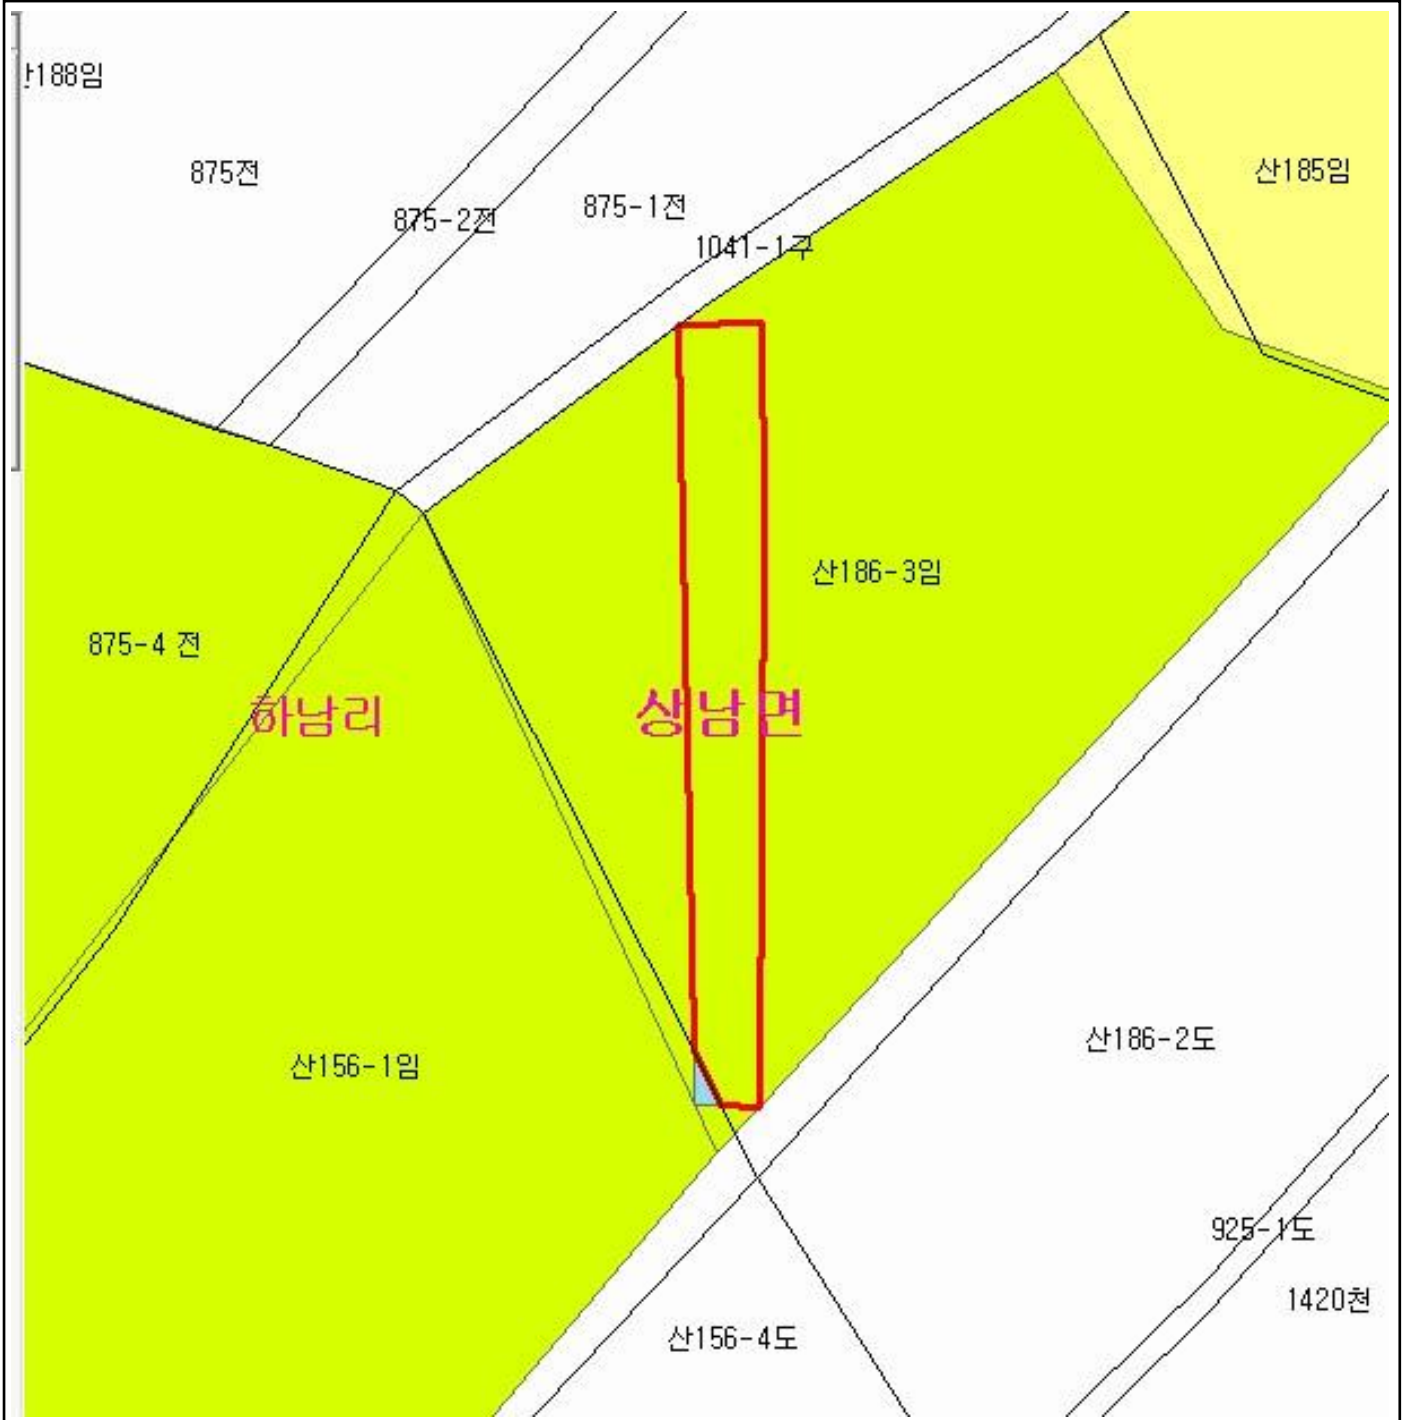 188임
875전
산185임
875-2전
875-1전
1041-1구
산186-3임
875-4 전
하남리
상남면
산156-1임
산186-2도
925-1도
1420천
산156-4도